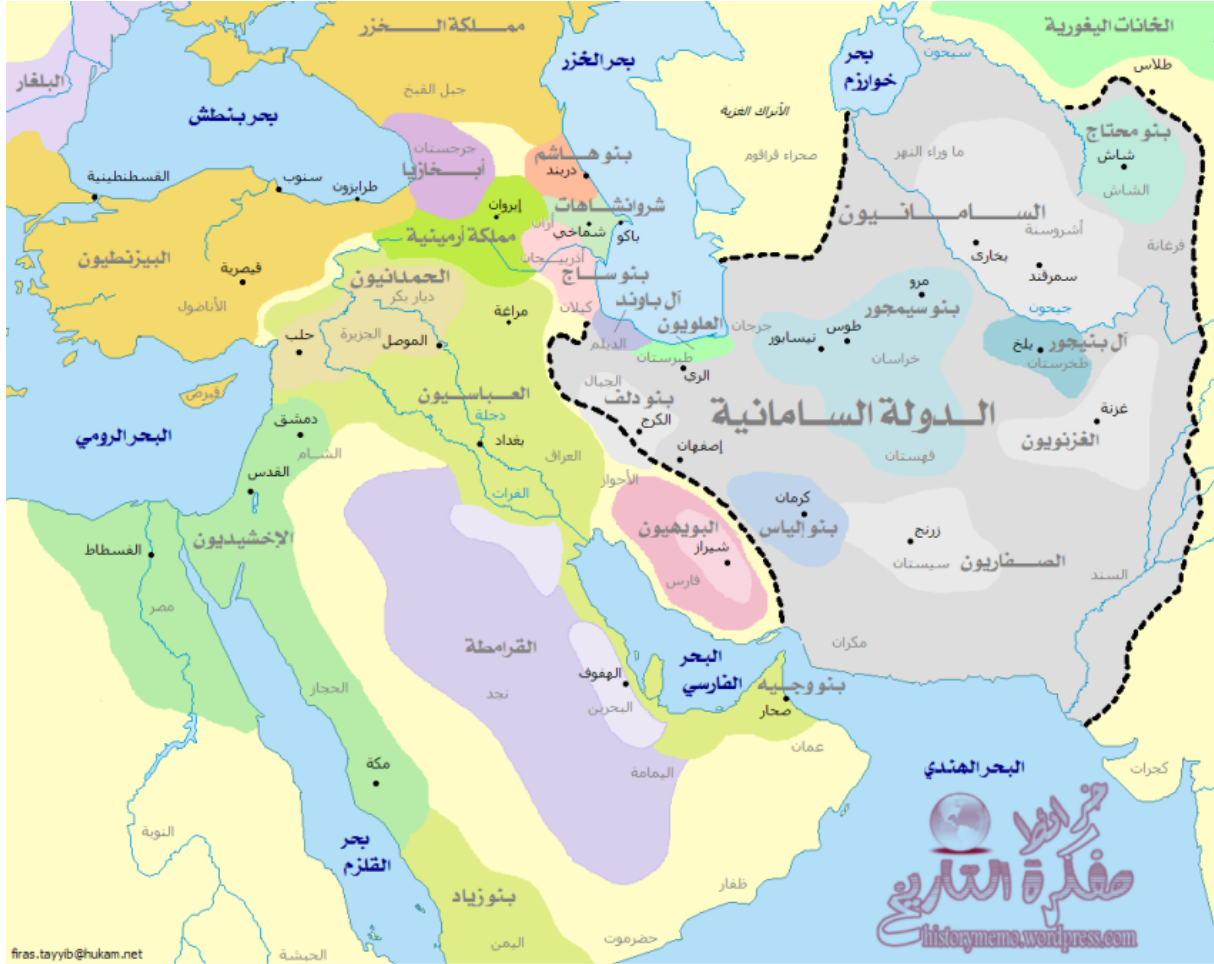 مملكة الخزر
الخانات اليغورية
البلغار
بحر الخزر
بحر خوارزم
سيحون
طلاس
جبل القبخ
بحر بنطش
الأتراك الغزية
صحراء قراقوم
ما وراء النهر
بنو محتاج
شاش
الشاش
جرجستان
أبخازيا
بنو هاشم
دربند
القسطنطينية
سنوب
طرابزون
إيروان
شروانشاهات
أران
شماخي
باكو
السامانيون
أشروسنة
فرغانة
مملكة أرمينية
أذربيجان
بخارى
سمرقند
البيزنطيون
قيصرية
الأناضول
الحمدانيون
ديار بكر
بنو ساج
كيلان
آل باوند
العلويون
مراغة
مرو
بنو سيمجور
جيحون
حلب
الجزيرة
الموصل
الديلم
طبرستان
جرجان
نيسابور
طوس
خراسان
بلخ
آل بنيجور
طخرستان
الري
قبرص
العباسيون
دجلة
الجبال
بنو دلف
الكرج
الدولة السامانية
غزنة
الغزنويون
البحر الرومي
دمشق
الشام
بغداد
العراق
إصفهان
قهستان
القدس
الفرات
الأحواز
كرمان
بنو إلياس
زرنج
الصفاريون
سيستان
السند
الإخشيديون
الفسطاط
مصر
البويهيون
شيراز
فارس
القرامطة
نجد
الهفوف
البحرين
البحر
الفارسي
مكران
بنو وجيه
صحار
عمان
الحجاز
مكة
اليمامة
البحر الهندي
كجرات
النوبة
بحر
القلزم
ظفار
بنو زياد
اليمن
حضرموت
الحبشة
خرائط
مفكرة التاريخ
historymemo.wordpress.com
firas.tayyib@hukam.net